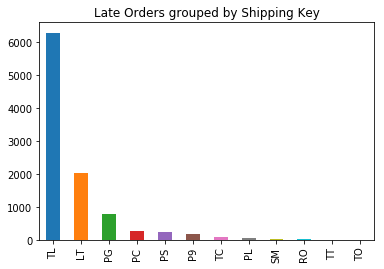 Late Orders grouped by Shipping Key
6000
5000
4000
3000
2000
1000
0
TL
LT
PG
PC
PS
P9
TC
PL
SM
RO
TT
TO